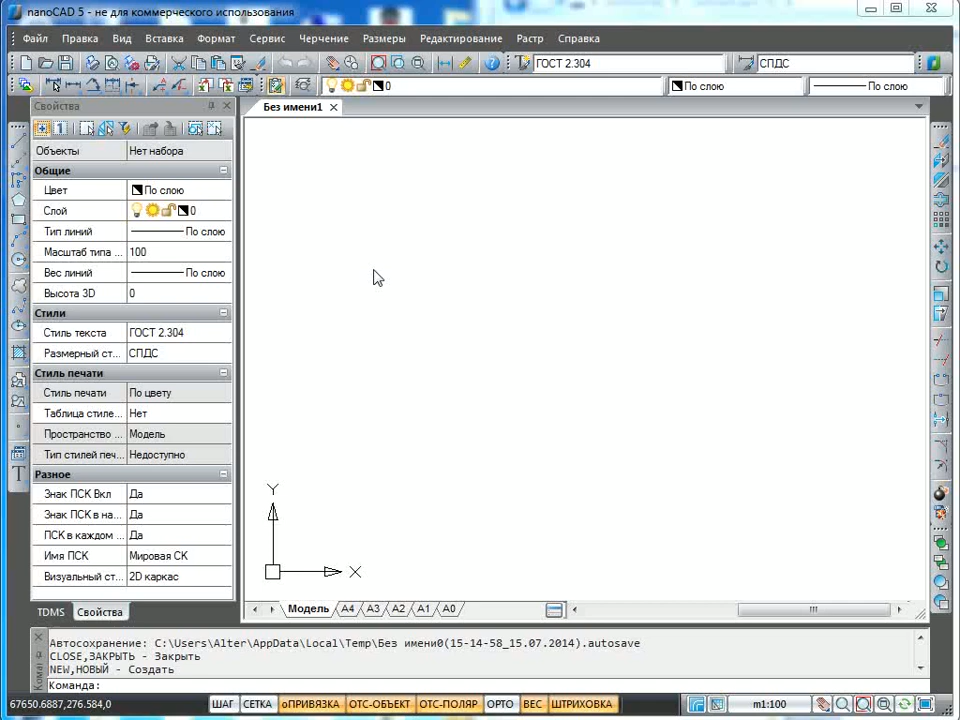 nanoCAD 5 - не для коммерческого использования
Файл Правка Вид Вставка Формат Сервис Черчение Размеры Редактирование Растр Справка
ГОСТ 2.304 СПДС
0 По слою По слою
Свойства
Без имени1
Объекты Нет набора
Общие
Цвет По слою
Слой 0
Тип линий По слою
Масштаб типа ... 100
Вес линий По слою
Высота 3D 0
Стили
Стиль текста ГОСТ 2.304
Размерный ст... СПДС
Стиль печати
Стиль печати По цвету
Таблица стиле... Нет
Пространство ... Модель
Тип стилей печ... Недоступно
Разное
Знак ПСК Вкл Да
Знак ПСК в на... Да
ПСК в каждом ... Да
Имя ПСК Мировая СК
Визуальный ст... 2D каркас
Y
X
TDMS Свойства
Модель A4 A3 A2 A1 A0
Автосохранение: C:\Users\Alter\AppData\Local\Temp\Без имени0(15-14-58_15.07.2014).autosave
CLOSE,ЗАКРЫТЬ - Закрыть
NEW,НОВЫЙ - Создать
Команда:
67650.6887,276.584,0 ШАГ СЕТКА оПРИВЯЗКА ОТС-ОБЪЕКТ ОТС-ПОЛЯР ОРТО ВЕС ШТРИХОВКА m1:100